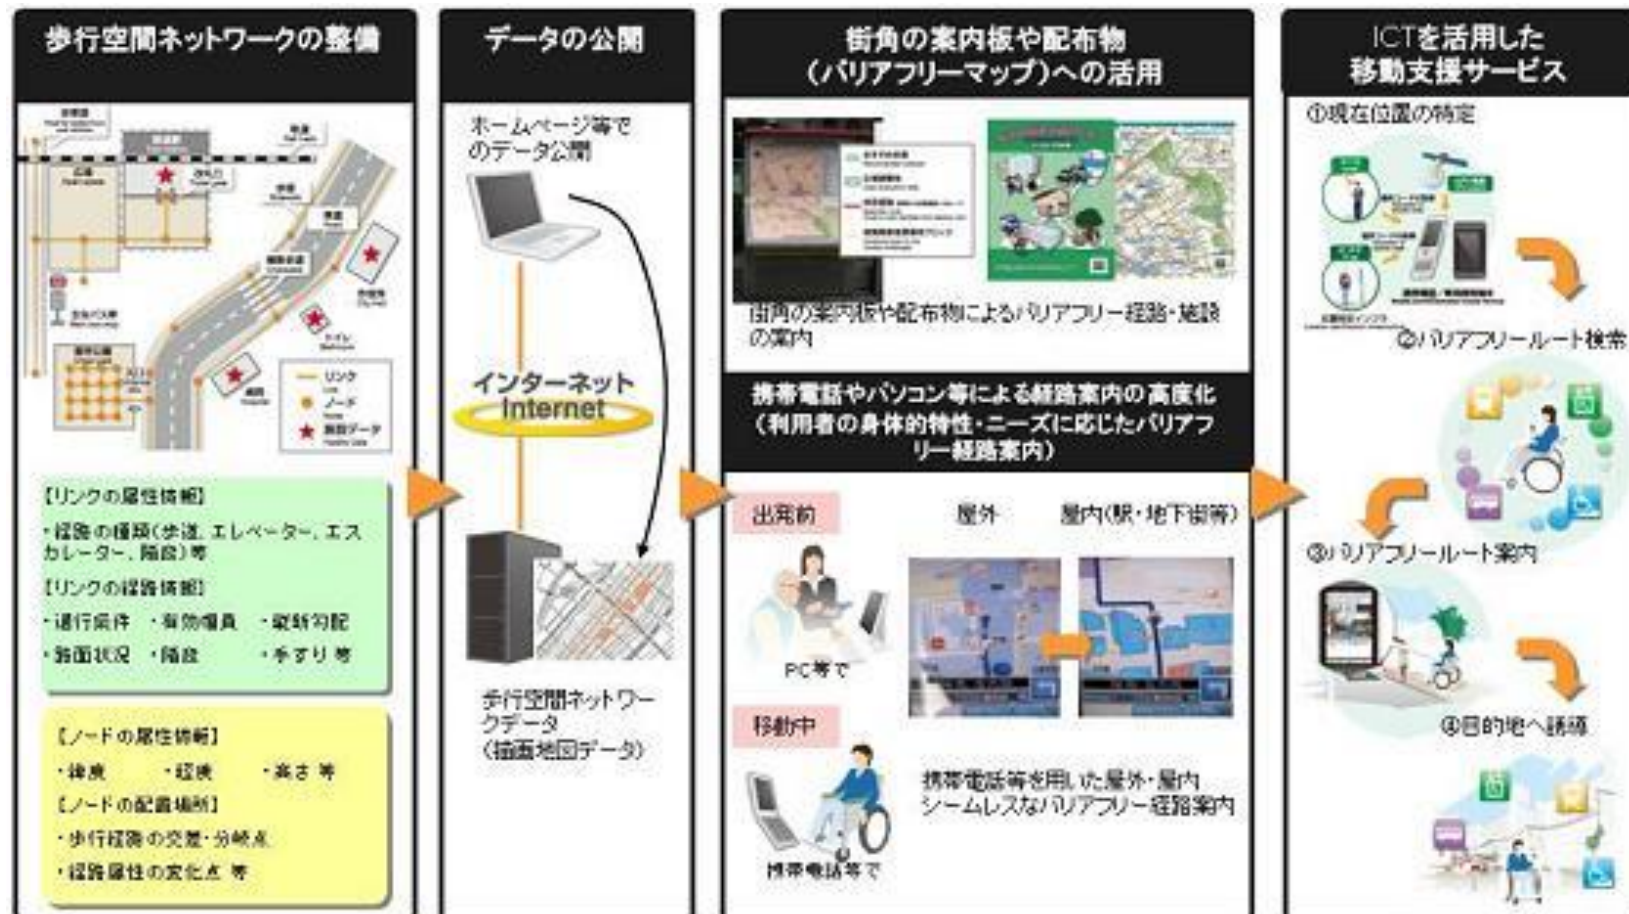 歩行空間ネットワークの整備
リンク
ノード
施設データ
トイレ
【リンクの属性情報】
・経路の種類(歩道、エレベーター、エス
カレーター、階段)等
【リンクの経路情報】
・通行条件 ・有効幅員 ・縦断勾配
・路面状況 ・階段 ・手すり 等
【ノードの属性情報】
・緯度 ・経度 ・高さ 等
【ノードの配置場所】
・歩行経路の交差・分岐点
・経路属性の変化点 等
データの公開
ホームページ等で
のデータ公開
インターネット
Internet
歩行空間ネットワー
クデータ
(描画地図データ)
街角の案内板や配布物
(バリアフリーマップ)への活用
街角の案内板や配布物によるバリアフリー経路・施設
の案内
携帯電話やパソコン等による経路案内の高度化
(利用者の身体的特性・ニーズに応じたバリアフ
リー経路案内)
出発前
屋外
屋内(駅・地下街等)
PC等で
移動中
携帯電話等で
携帯電話等を用いた屋外・屋内
シームレスなバリアフリー経路案内
ICTを活用した
移動支援サービス
①現在位置の特定
②バリアフリールート検索
③バリアフリールート案内
④目的地へ誘導